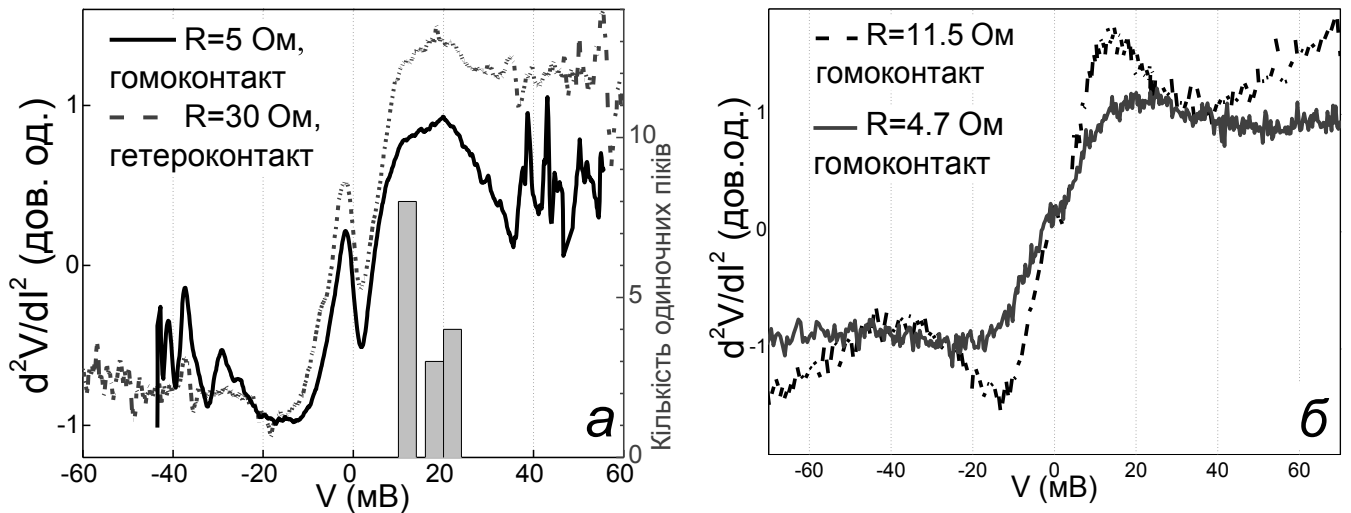 R=5 Ом,
гомоконтакт
R=30 Ом,
гетероконтакт
d²V/dI² (дов. од.)
1
0
-1
-60
-40
-20
0
20
40
60
V (мВ)
10
5
0
Кількість одиночних піків
а
R=11.5 Ом
гомоконтакт
R=4.7 Ом
гомоконтакт
d²V/dI² (дов.од.)
1
0
-1
-60
-40
-20
0
20
40
60
V (мВ)
б